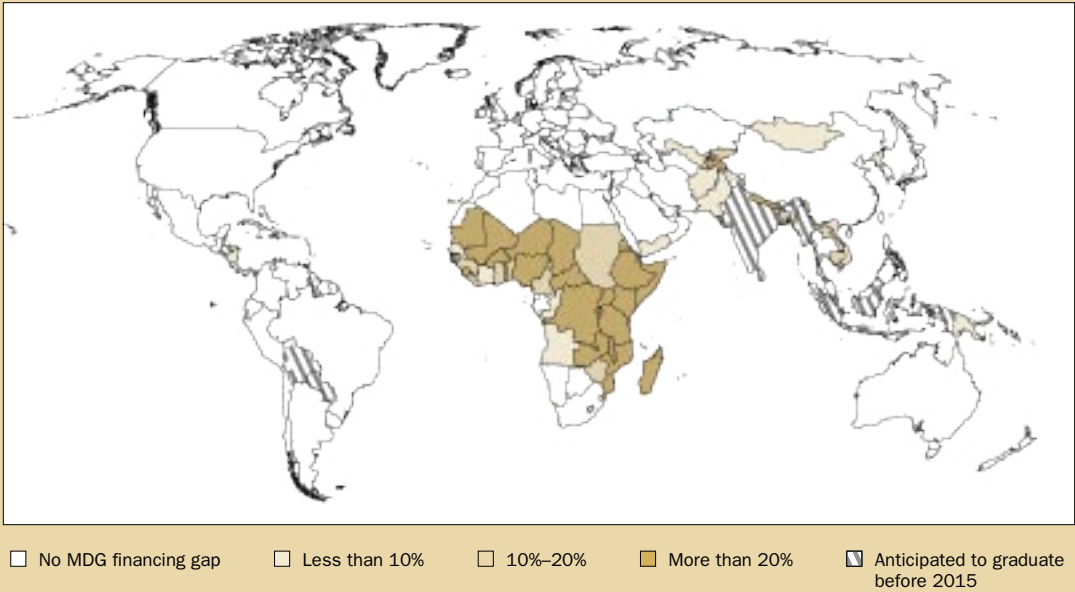 No MDG financing gap
Less than 10%
10%–20%
More than 20%
Anticipated to graduate
before 2015